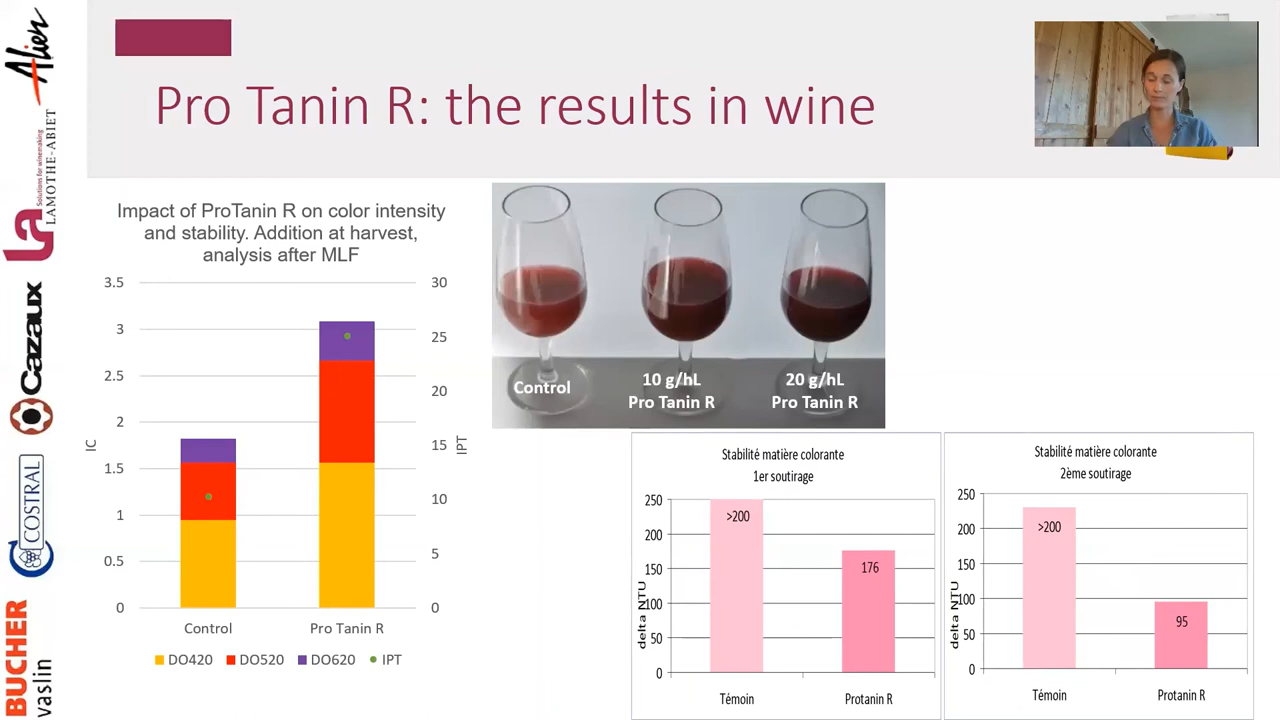 Pro Tanin R: the results in wine
Alien
Solutions for winemaking
LAMOTHE-ABIET
La
Cazaux
COSTRAL
BUCHER
vaslin
Impact of ProTanin R on color intensity
and stability. Addition at harvest,
analysis after MLF
3.5
3
2.5
2
1.5
1
0.5
0
IC
30
25
20
15
10
5
0
IPT
Control
Pro Tanin R
DO420
DO520
DO620
IPT
Control
10 g/hL
Pro Tanin R
20 g/hL
Pro Tanin R
Stabilité matière colorante
1er soutirage
250
200
150
100
50
0
delta NTU
>200
176
Témoin
Protanin R
Stabilité matière colorante
2ème soutirage
250
200
150
100
50
0
delta NTU
>200
95
Témoin
Protanin R